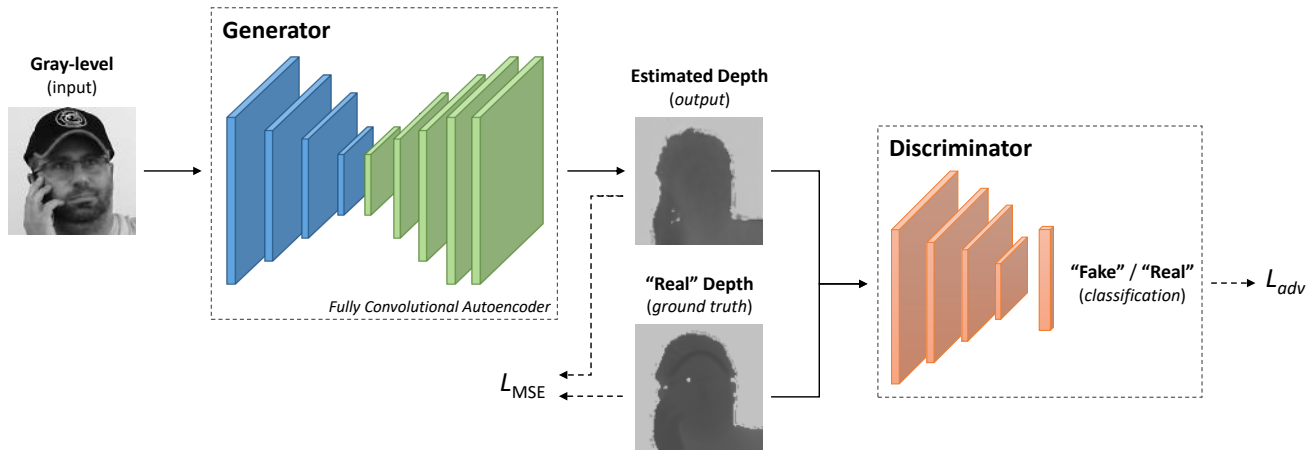 Generator
Gray-level
(input)
Fully Convolutional Autoencoder
Estimated Depth
(output)
"Real" Depth
(ground truth)
L_MSE
Discriminator
“Fake” / “Real”
(classification)
L_adv